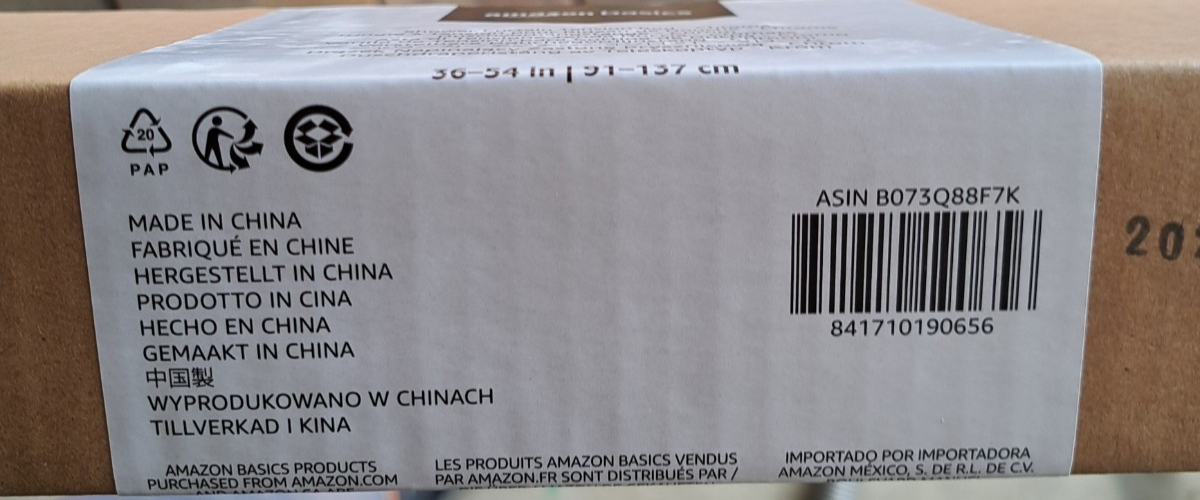 amazon basics
36–54 in | 91–137 cm
20
PAP
MADE IN CHINA
FABRIQUÉ EN CHINE
HERGESTELLT IN CHINA
PRODOTTO IN CINA
HECHO EN CHINA
GEMAAKT IN CHINA
中国製
WYPRODUKOWANO W CHINACH
TILLVERKAD I KINA
ASIN B073Q88F7K
841710190656
AMAZON BASICS PRODUCTS
PURCHASED FROM AMAZON.COM
LES PRODUITS AMAZON BASICS VENDUS
PAR AMAZON.FR SONT DISTRIBUÉS PAR /
IMPORTADO POR IMPORTADORA
AMAZON MÉXICO, S. DE R.L. DE C.V.